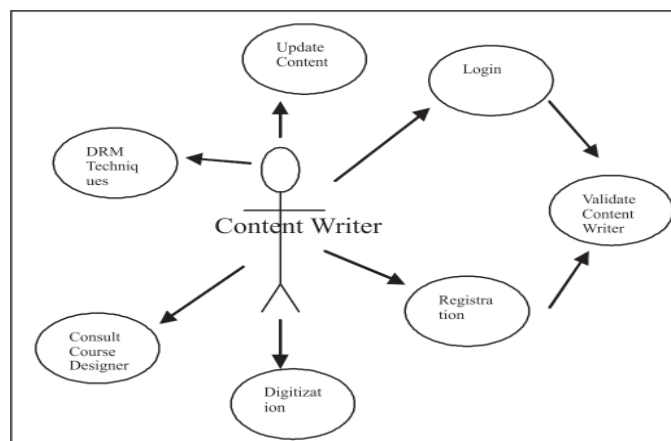 Update
Content
Login
DRM
Techniq
ues
Validate
Content
Writer
Content Writer
Registra
tion
Consult
Course
Designer
Digitizat
ion